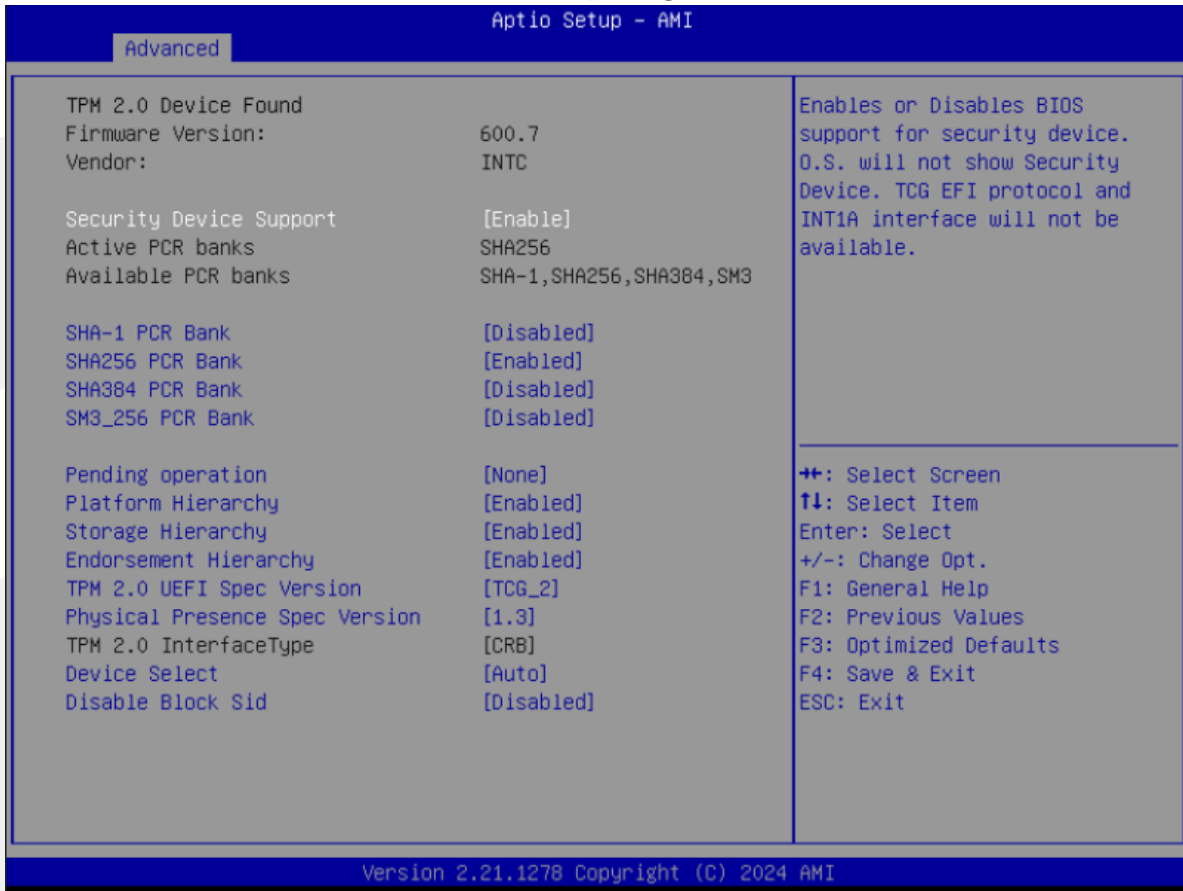 Aptio Setup – AMI
Advanced
TPM 2.0 Device Found
Firmware Version: 600.7
Vendor: INTC
Security Device Support [Enable]
Active PCR banks SHA256
Available PCR banks SHA-1,SHA256,SHA384,SM3
SHA-1 PCR Bank [Disabled]
SHA256 PCR Bank [Enabled]
SHA384 PCR Bank [Disabled]
SM3_256 PCR Bank [Disabled]
Pending operation [None]
Platform Hierarchy [Enabled]
Storage Hierarchy [Enabled]
Endorsement Hierarchy [Enabled]
TPM 2.0 UEFI Spec Version [TCG_2]
Physical Presence Spec Version [1.3]
TPM 2.0 InterfaceType [CRB]
Device Select [Auto]
Disable Block Sid [Disabled]
Enables or Disables BIOS
support for security device.
O.S. will not show Security
Device. TCG EFI protocol and
INT1A interface will not be
available.
→←: Select Screen
↑↓: Select Item
Enter: Select
+/-: Change Opt.
F1: General Help
F2: Previous Values
F3: Optimized Defaults
F4: Save & Exit
ESC: Exit
Version 2.21.1278 Copyright (C) 2024 AMI